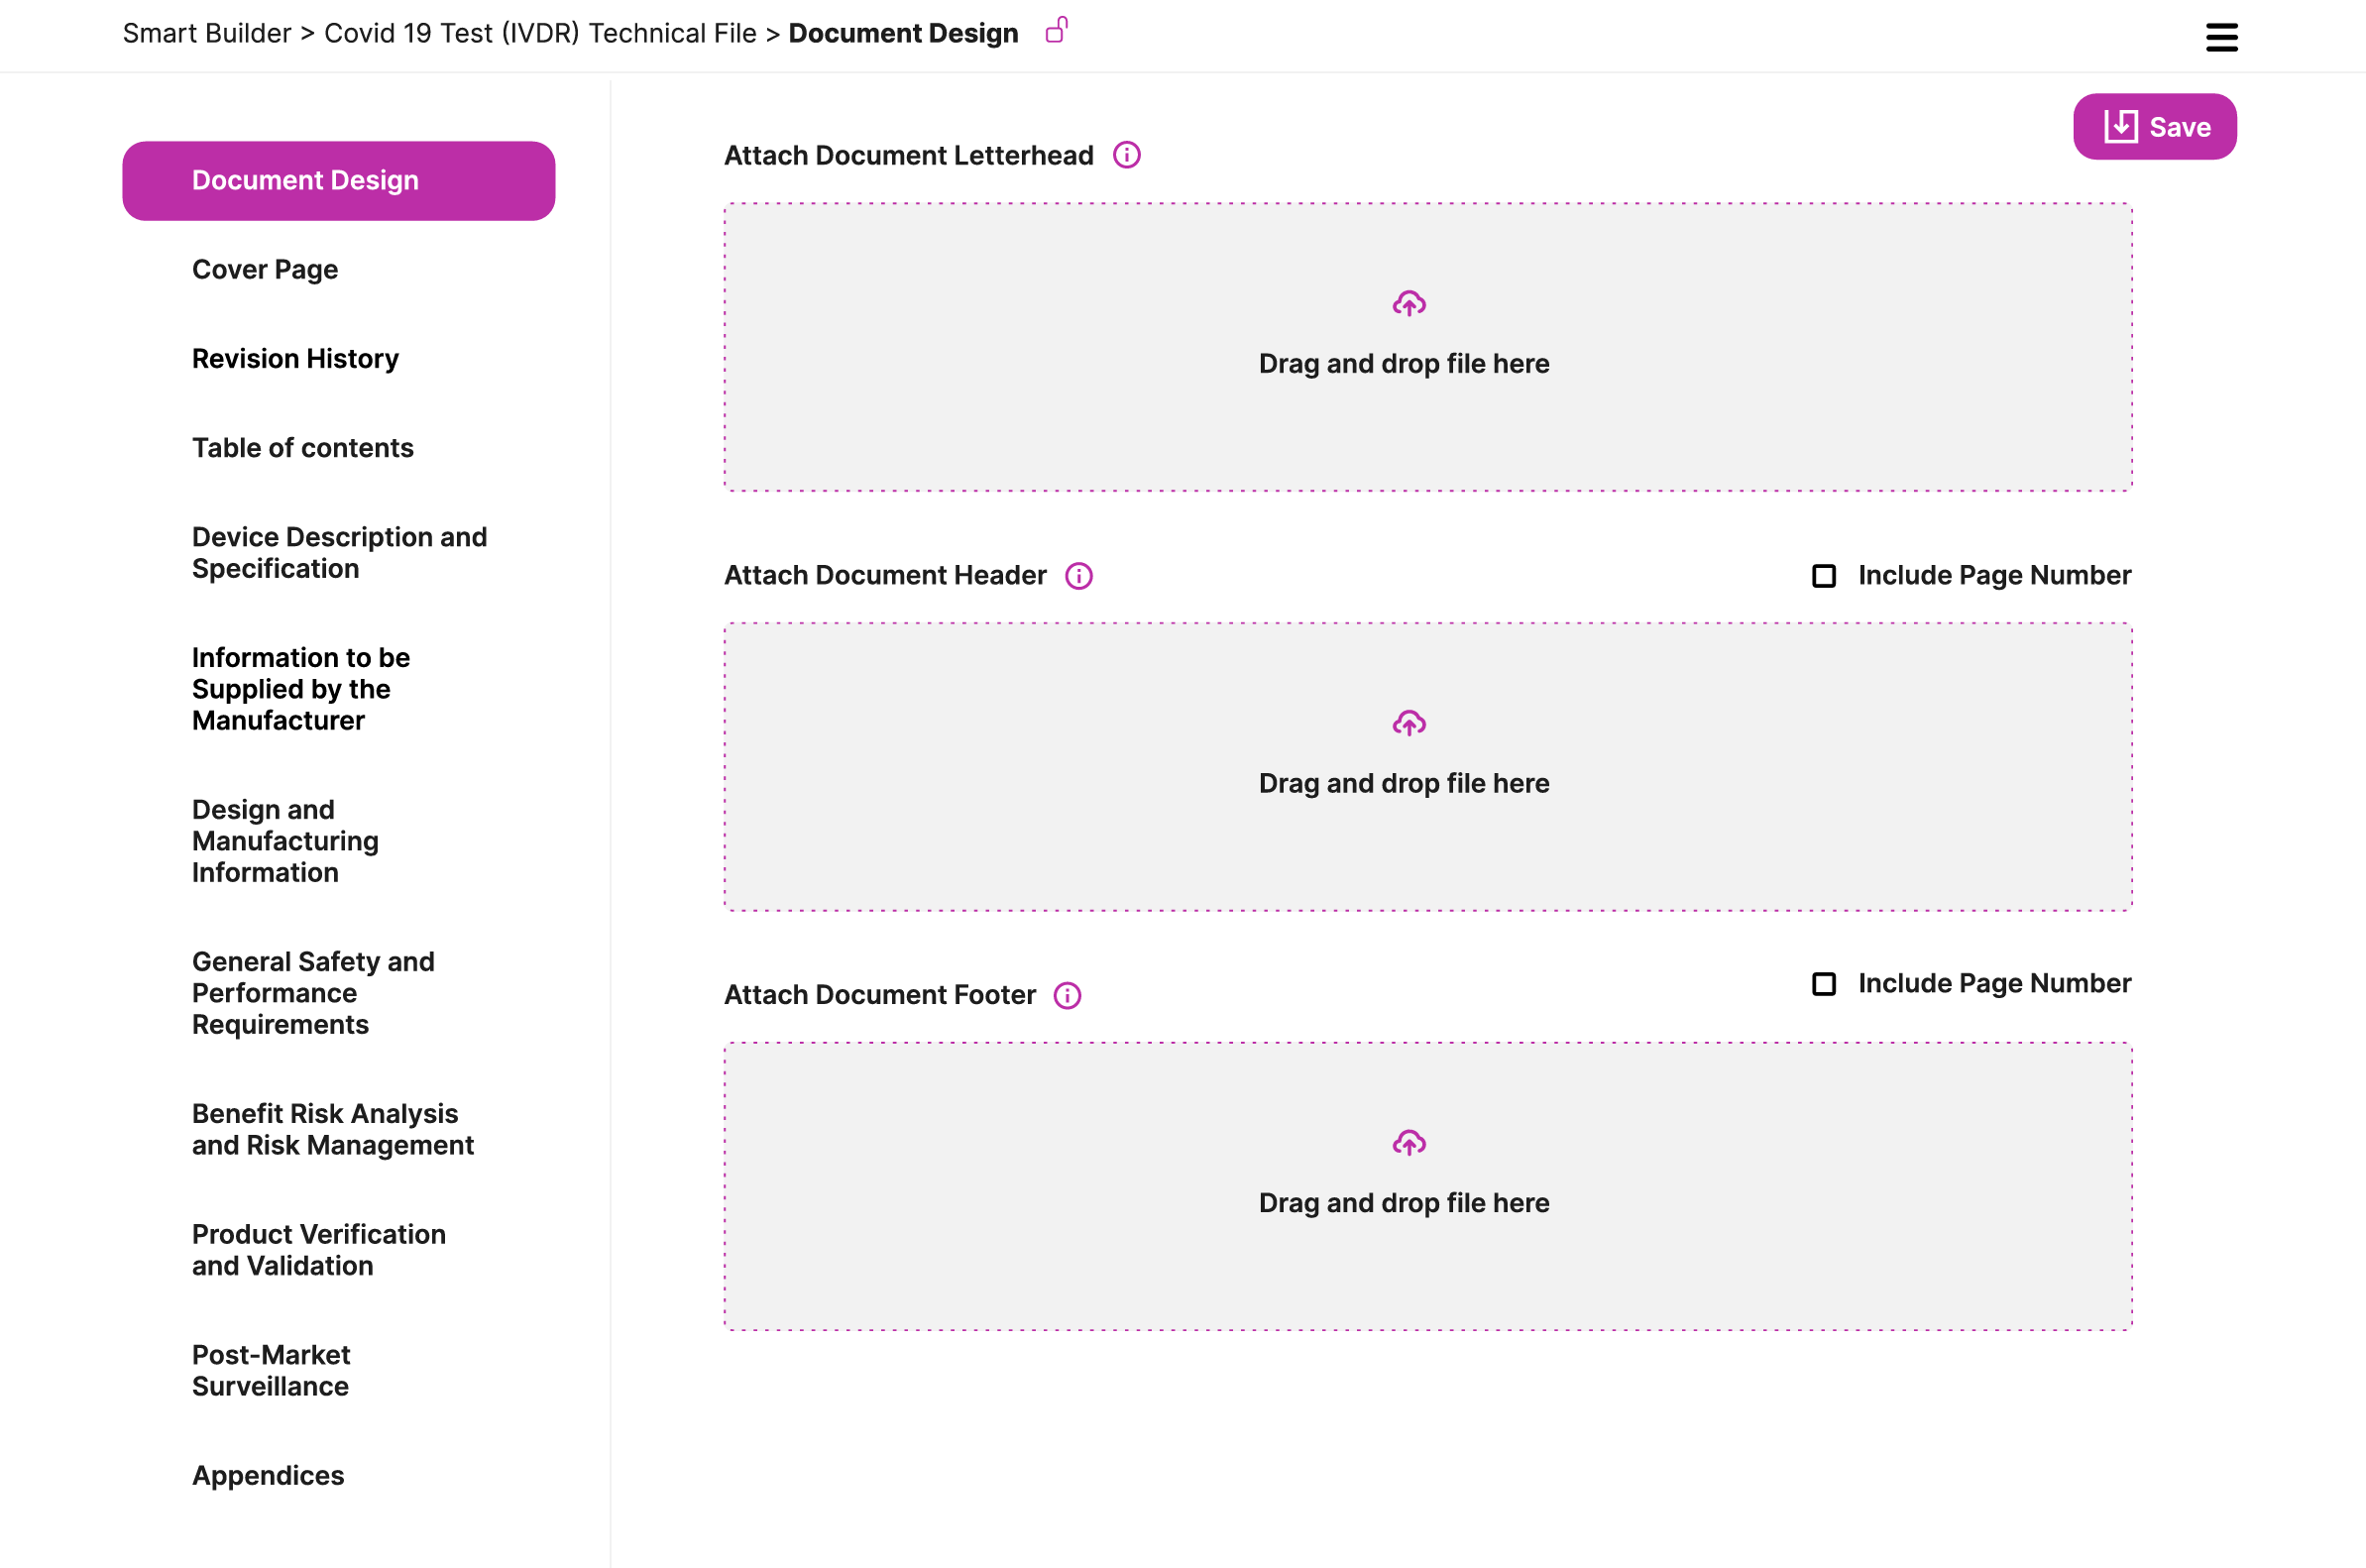 Smart Builder > Covid 19 Test (IVDR) Technical File > Document Design
Save
Document Design
Cover Page
Revision History
Table of contents
Device Description and
Specification
Information to be
Supplied by the
Manufacturer
Design and
Manufacturing
Information
General Safety and
Performance
Requirements
Benefit Risk Analysis
and Risk Management
Product Verification
and Validation
Post-Market
Surveillance
Appendices
Attach Document Letterhead
Drag and drop file here
Attach Document Header
Include Page Number
Drag and drop file here
Attach Document Footer
Include Page Number
Drag and drop file here